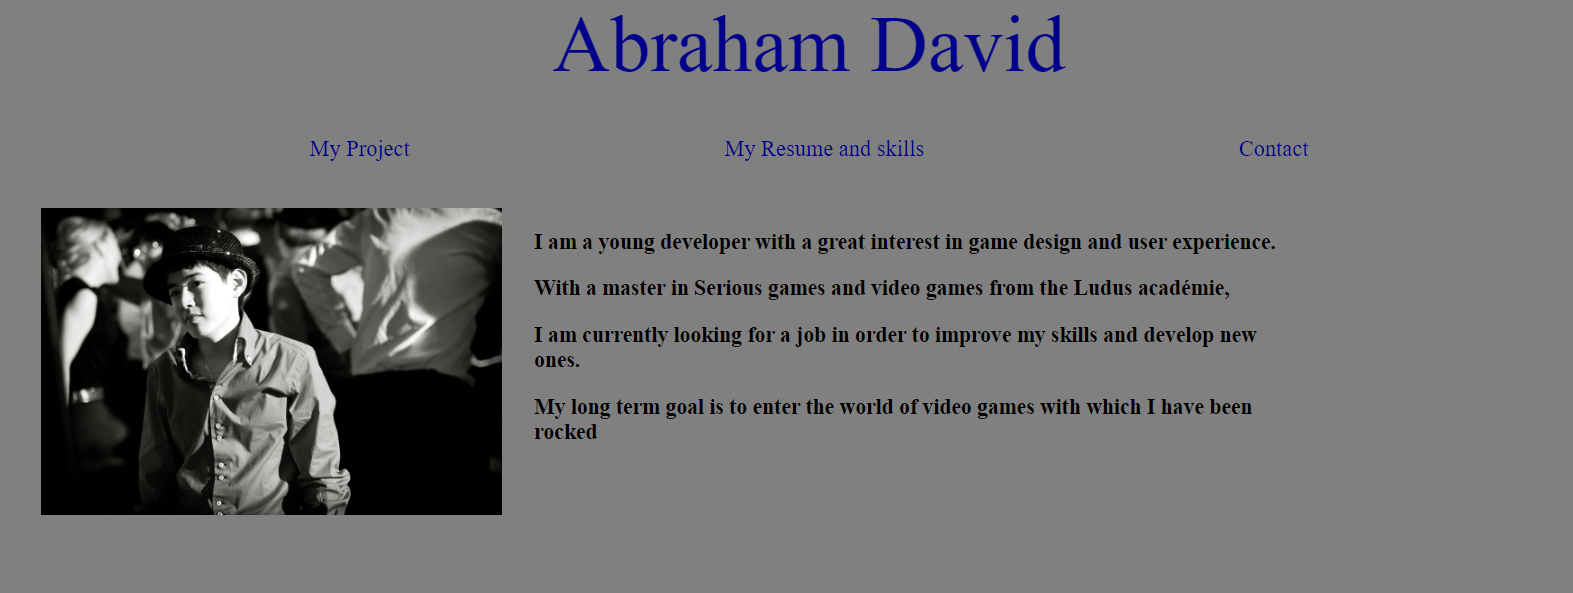 Abraham David
My Project
My Resume and skills
Contact
I am a young developer with a great interest in game design and user experience.
With a master in Serious games and video games from the Ludus académie,
I am currently looking for a job in order to improve my skills and develop new
ones.
My long term goal is to enter the world of video games with which I have been
rocked